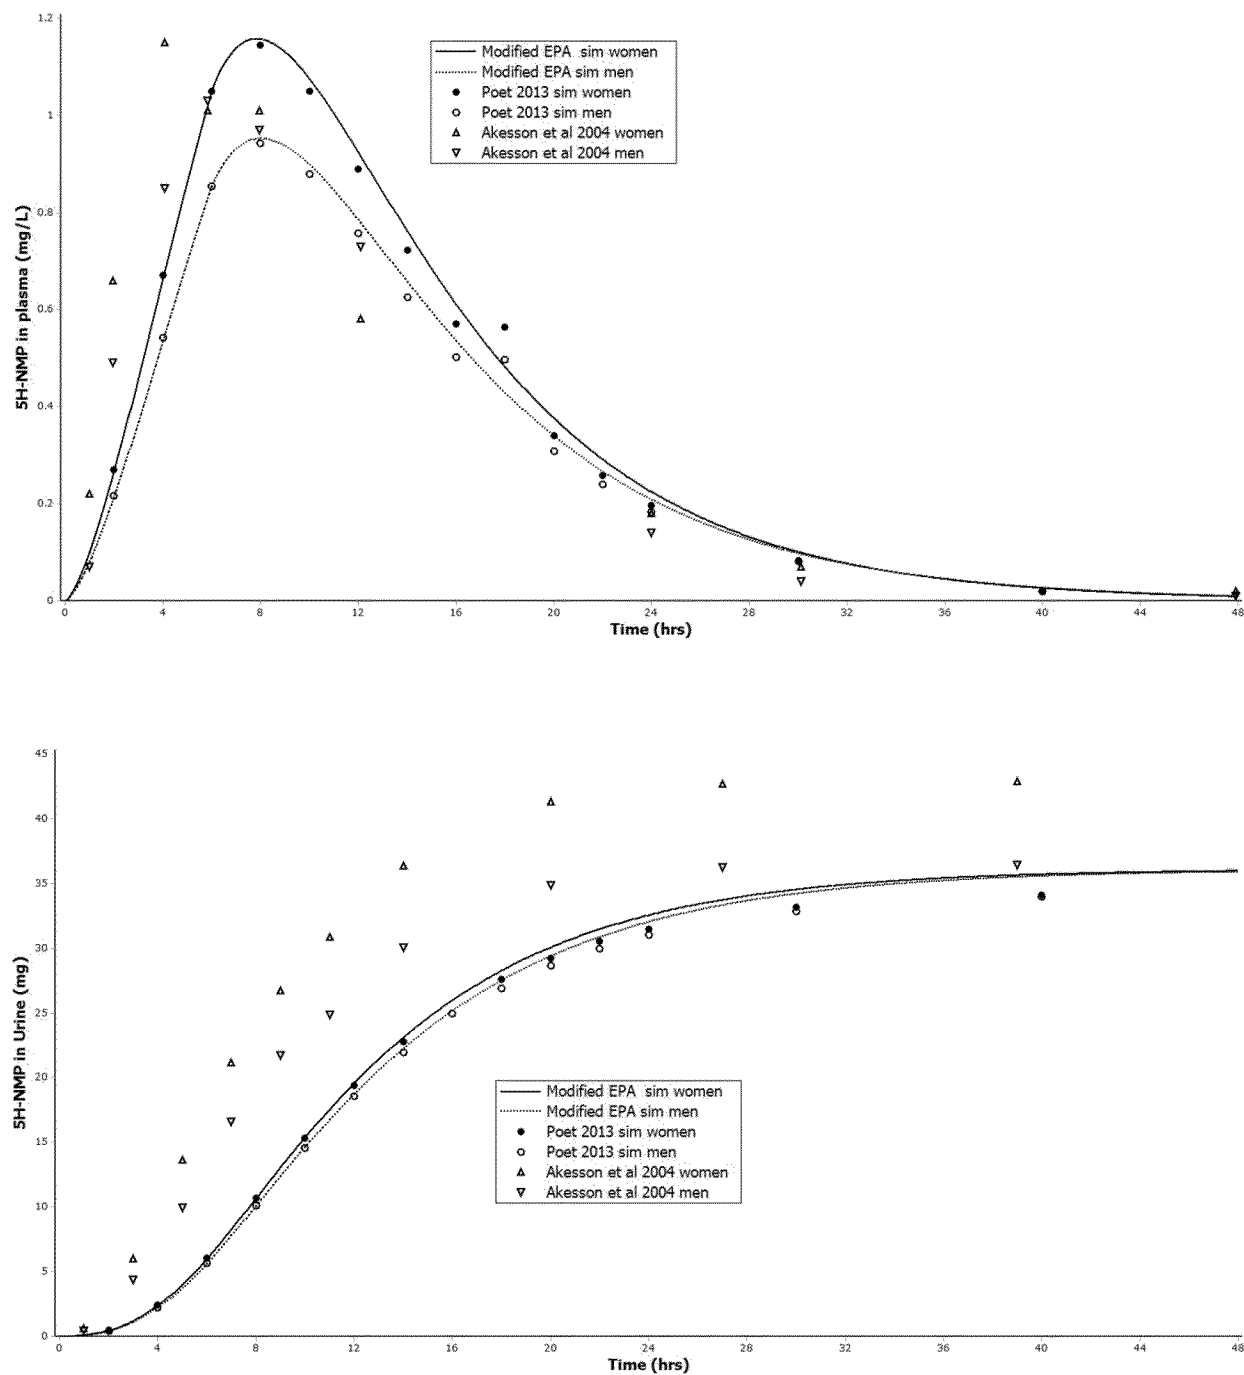 1.2
1
0.8
0.6
0.4
0.2
0
5H-NMP in plasma (mg/L)
Modified EPA  sim women
Modified EPA sim men
Poet 2013 sim women
Poet 2013 sim men
Akesson et al 2004 women
Akesson et al 2004 men
0 4 8 12 16 20 24 28 32 36 40 44 48
Time (hrs)
45
40
35
30
25
20
15
10
5
0
5H-NMP in Urine (mg)
Modified EPA  sim women
Modified EPA sim men
Poet 2013 sim women
Poet 2013 sim men
Akesson et al 2004 women
Akesson et al 2004 men
0 4 8 12 16 20 24 28 32 36 40 44 48
Time (hrs)